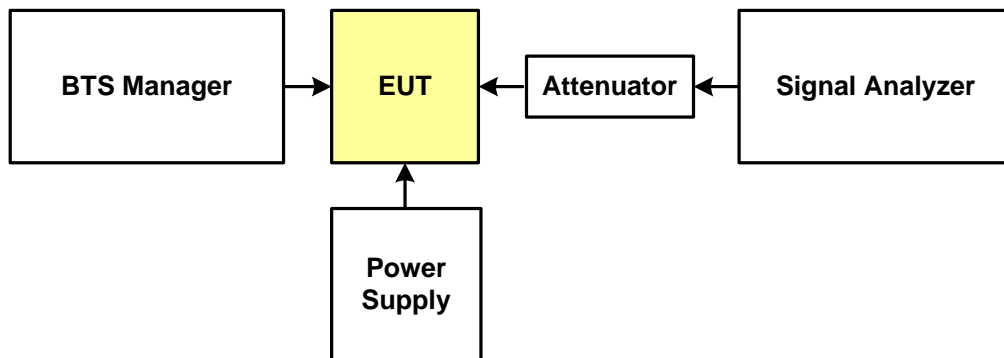 BTS Manager
EUT
Attenuator
Signal Analyzer
Power
Supply